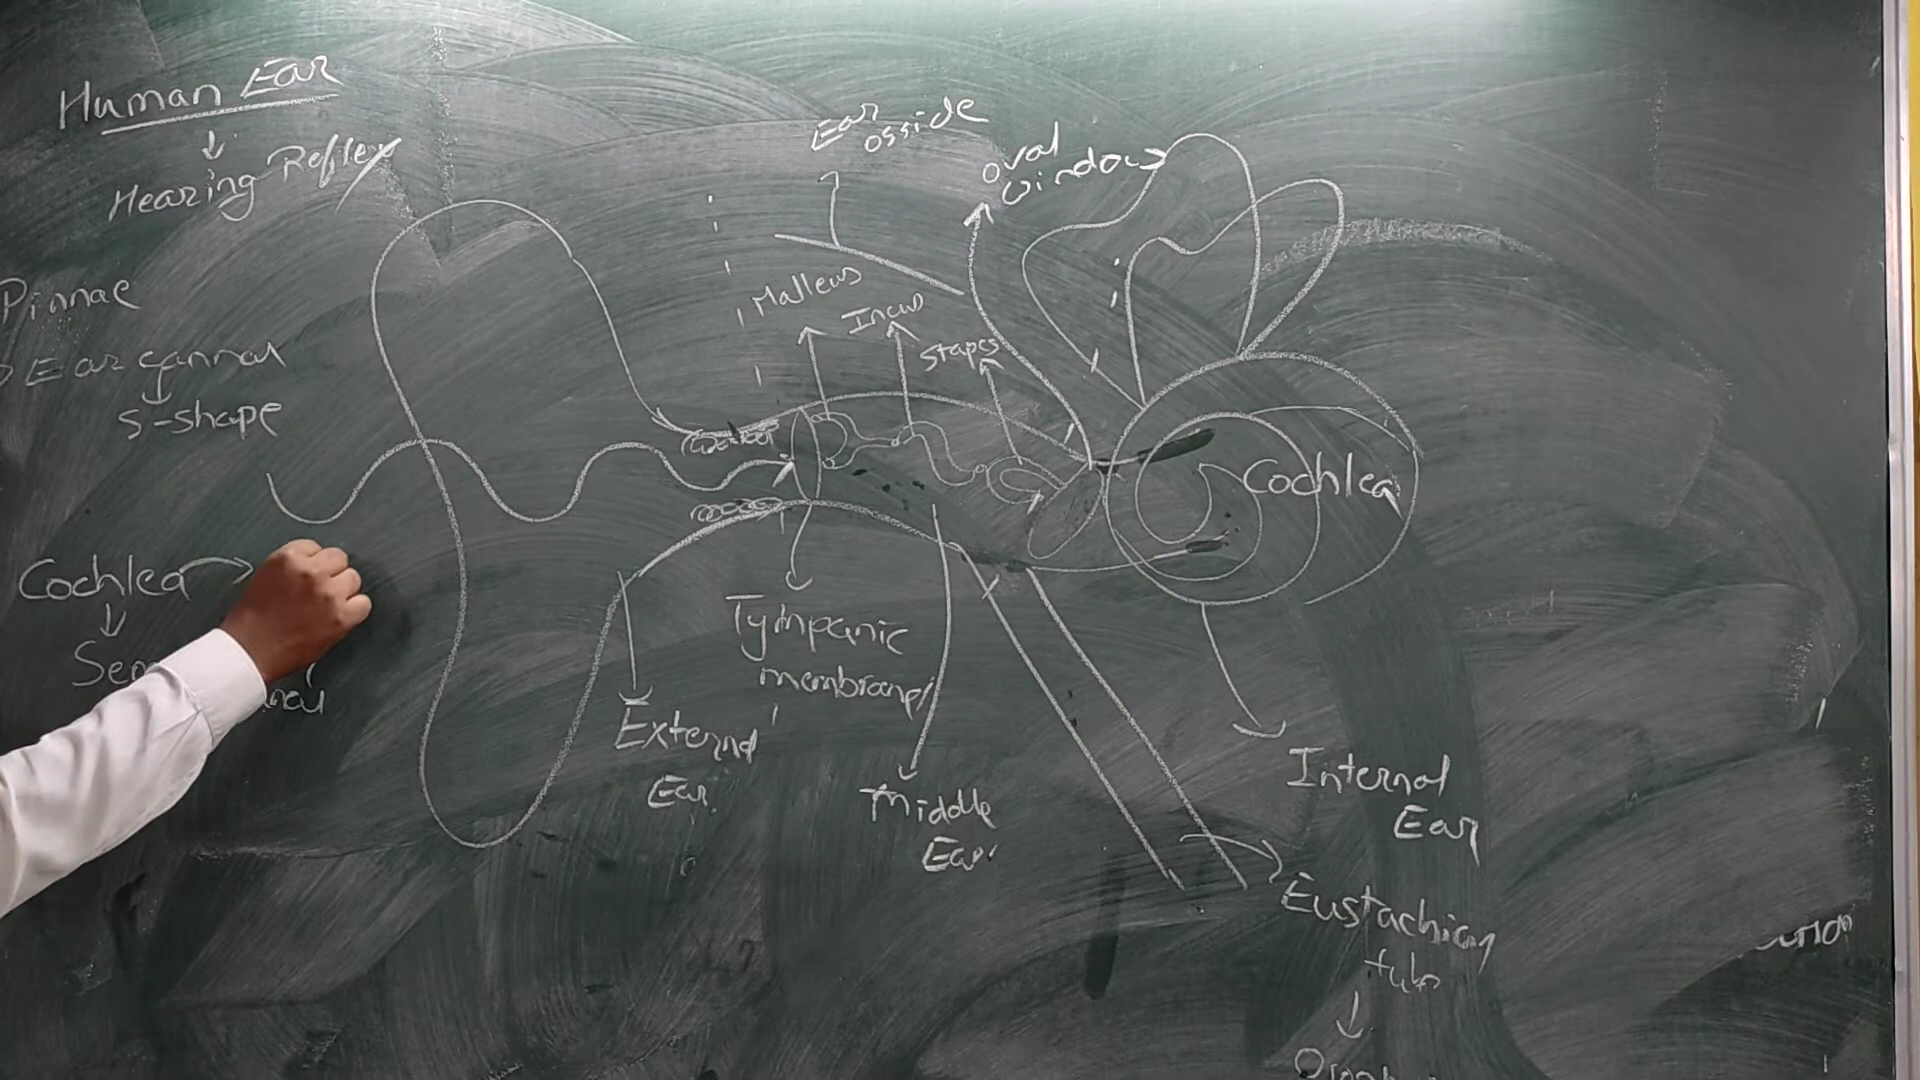 Human Ear
Hearing Reflex
Pinnae
Ear cannal
S-shape
Cochlea
Ear
osside
oval
window
Malleus
Incus
Stapes
Cochlea
Tympanic
membrane
External
Ear
Middle
Ear
Internal
Ear
Eustachian
tube